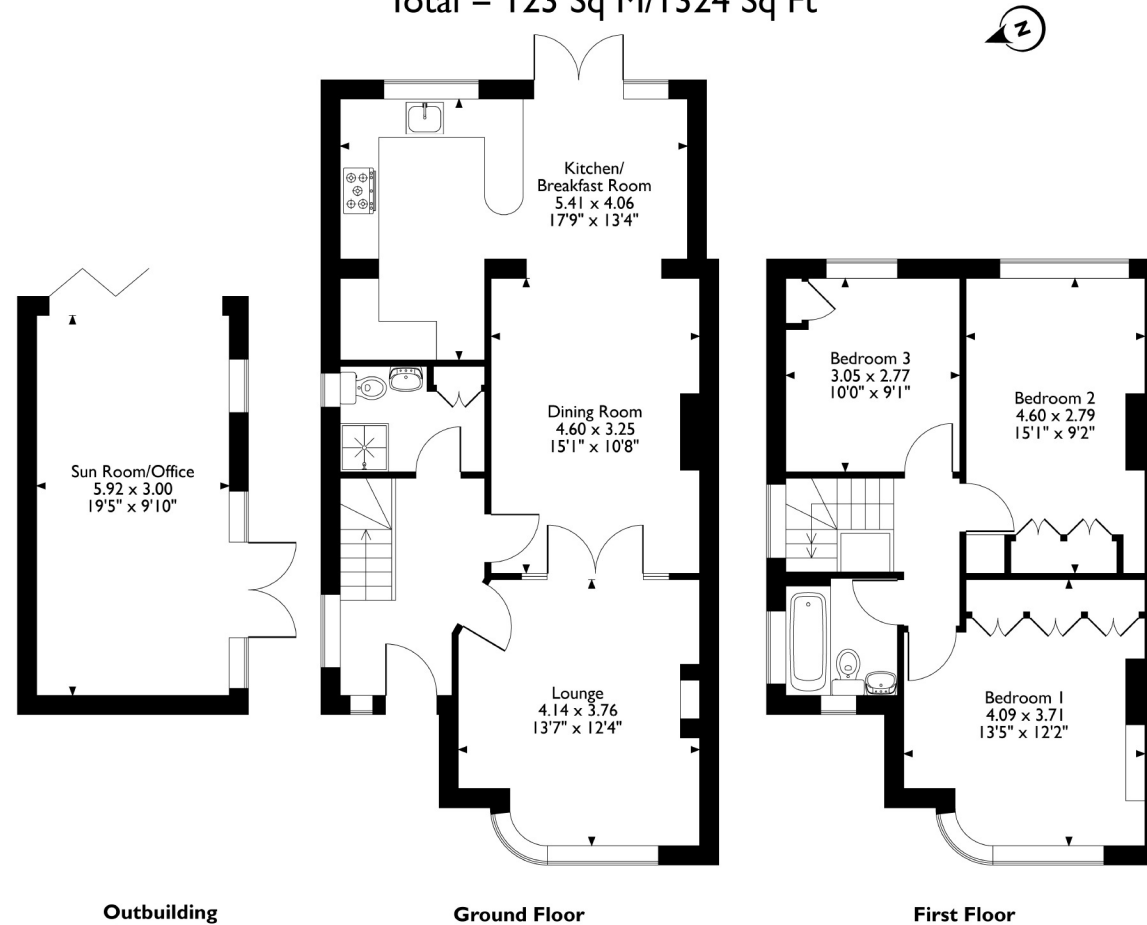 Total = 123 Sq M/1324 Sq Ft
N
Kitchen/
Breakfast Room
5.41 x 4.06
17'9" x 13'4"
Sun Room/Office
5.92 x 3.00
19'5" x 9'10"
Dining Room
4.60 x 3.25
15'1" x 10'8"
Lounge
4.14 x 3.76
13'7" x 12'4"
Bedroom 3
3.05 x 2.77
10'0" x 9'1"
Bedroom 2
4.60 x 2.79
15'1" x 9'2"
Bedroom 1
4.09 x 3.71
13'5" x 12'2"
Outbuilding
Ground Floor
First Floor